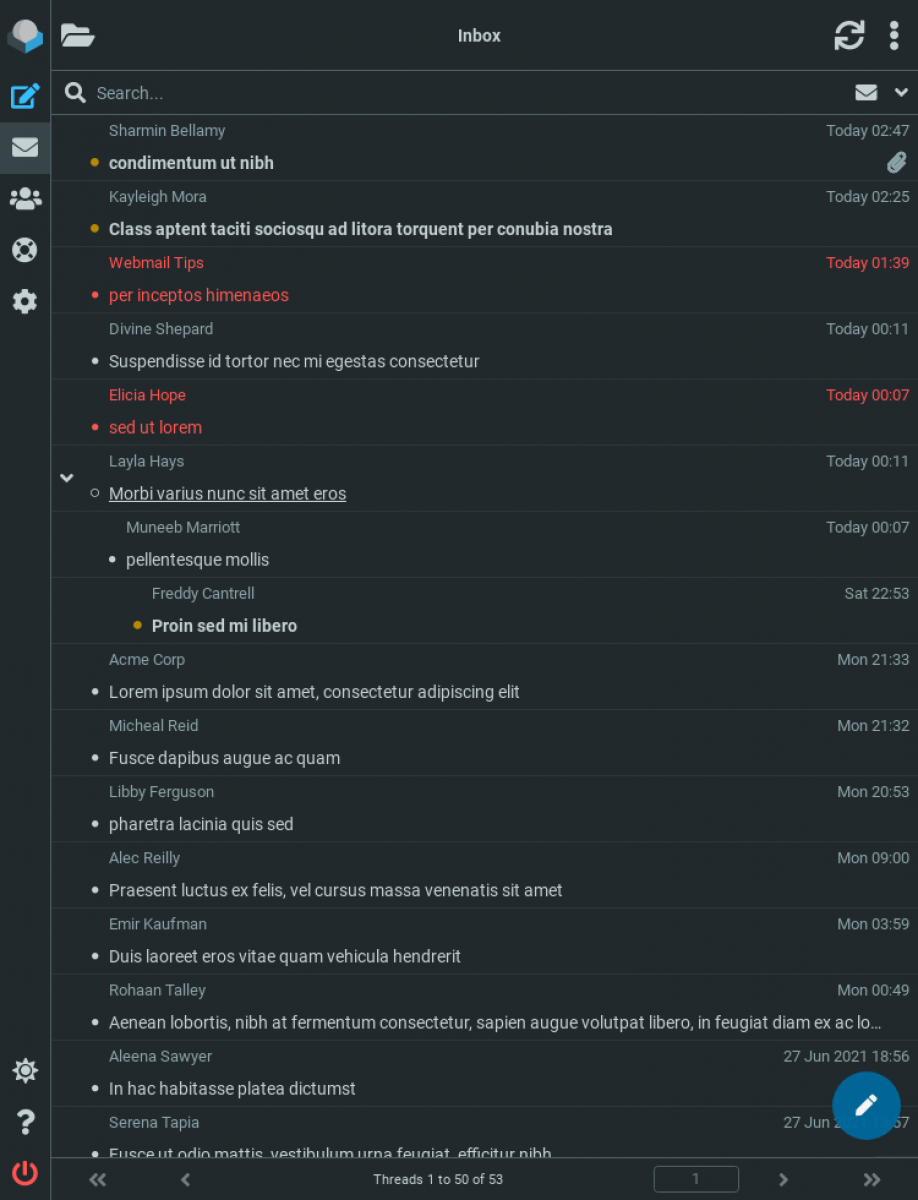 Inbox
Search...
Sharmin Bellamy Today 02:47
condimentum ut nibh
Kayleigh Mora Today 02:25
Class aptent taciti sociosqu ad litora torquent per conubia nostra
Webmail Tips Today 01:39
per inceptos himenaeos
Divine Shepard Today 00:11
Suspendisse id tortor nec mi egestas consectetur
Elicia Hope Today 00:07
sed ut lorem
Layla Hays Today 00:11
Morbi varius nunc sit amet eros
Muneeb Marriott Today 00:07
pellentesque mollis
Freddy Cantrell Sat 22:53
Proin sed mi libero
Acme Corp Mon 21:33
Lorem ipsum dolor sit amet, consectetur adipiscing elit
Micheal Reid Mon 21:32
Fusce dapibus augue ac quam
Libby Ferguson Mon 20:53
pharetra lacinia quis sed
Alec Reilly Mon 09:00
Praesent luctus ex felis, vel cursus massa venenatis sit amet
Emir Kaufman Mon 03:59
Duis laoreet eros vitae quam vehicula hendrerit
Rohaan Talley Mon 00:49
Aenean lobortis, nibh at fermentum consectetur, sapien augue volutpat libero, in feugiat diam ex ac lo...
Aleena Sawyer 27 Jun 2021 18:56
In hac habitasse platea dictumst
Serena Tapia 27 Jun
Fusce ut odio mattis, vestibulum urna feugiat, efficitur nibh
Threads 1 to 50 of 53 1